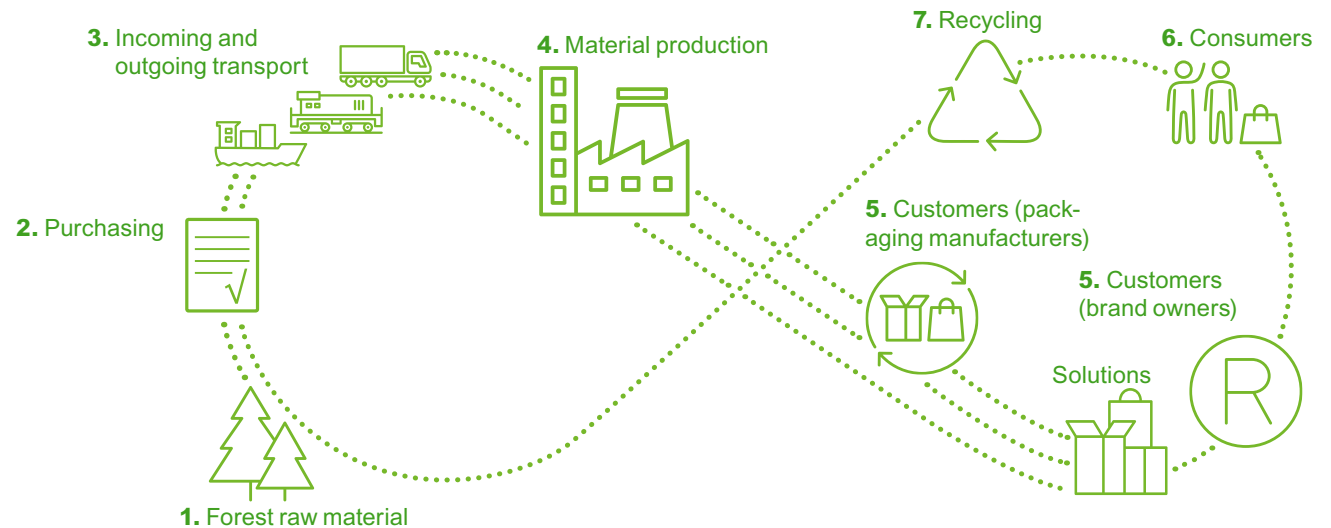 1. Forest raw material
2. Purchasing
3. Incoming and
outgoing transport
4. Material production
5. Customers (pack-
aging manufacturers)
Solutions
5. Customers
(brand owners)
R
6. Consumers
7. Recycling